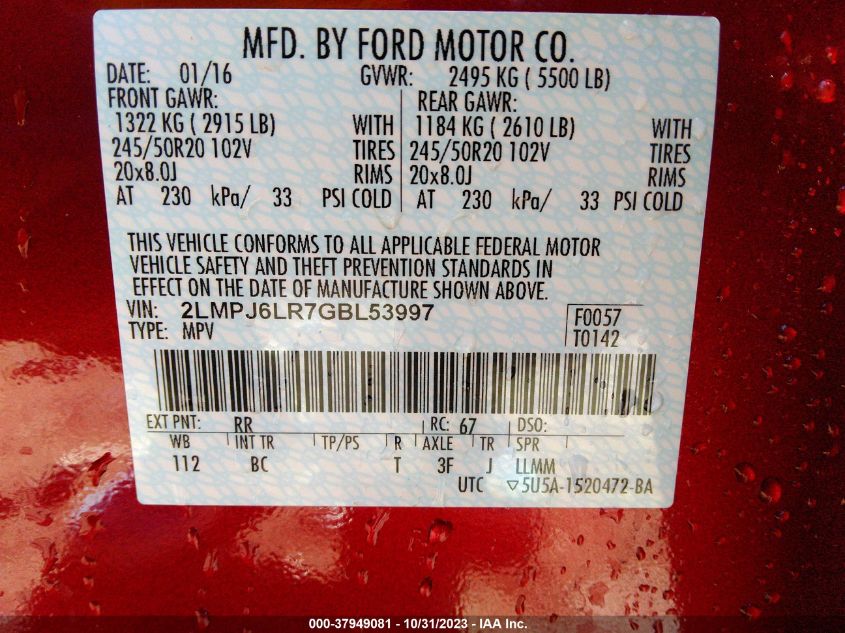 MFD. BY FORD MOTOR CO.
DATE: 01/16 GVWR: 2495 KG ( 5500 LB)
FRONT GAWR: REAR GAWR:
1322 KG ( 2915 LB) WITH 1184 KG ( 2610 LB) WITH
245/50R20 102V TIRES 245/50R20 102V TIRES
20x8.0J RIMS 20x8.0J RIMS
AT 230 kPa/ 33 PSI COLD AT 230 kPa/ 33 PSI COLD
THIS VEHICLE CONFORMS TO ALL APPLICABLE FEDERAL MOTOR
VEHICLE SAFETY AND THEFT PREVENTION STANDARDS IN
EFFECT ON THE DATE OF MANUFACTURE SHOWN ABOVE.
VIN: 2LMPJ6LR7GBL53997 F0057
TYPE: MPV T0142
EXT PNT: RR RC: 67 DSO:
WB INT TR TP/PS R AXLE TR SPR
112 BC T 3F J LLMM
UTC ▽5U5A-1520472-BA
000-37949081 - 10/31/2023 - IAA Inc.